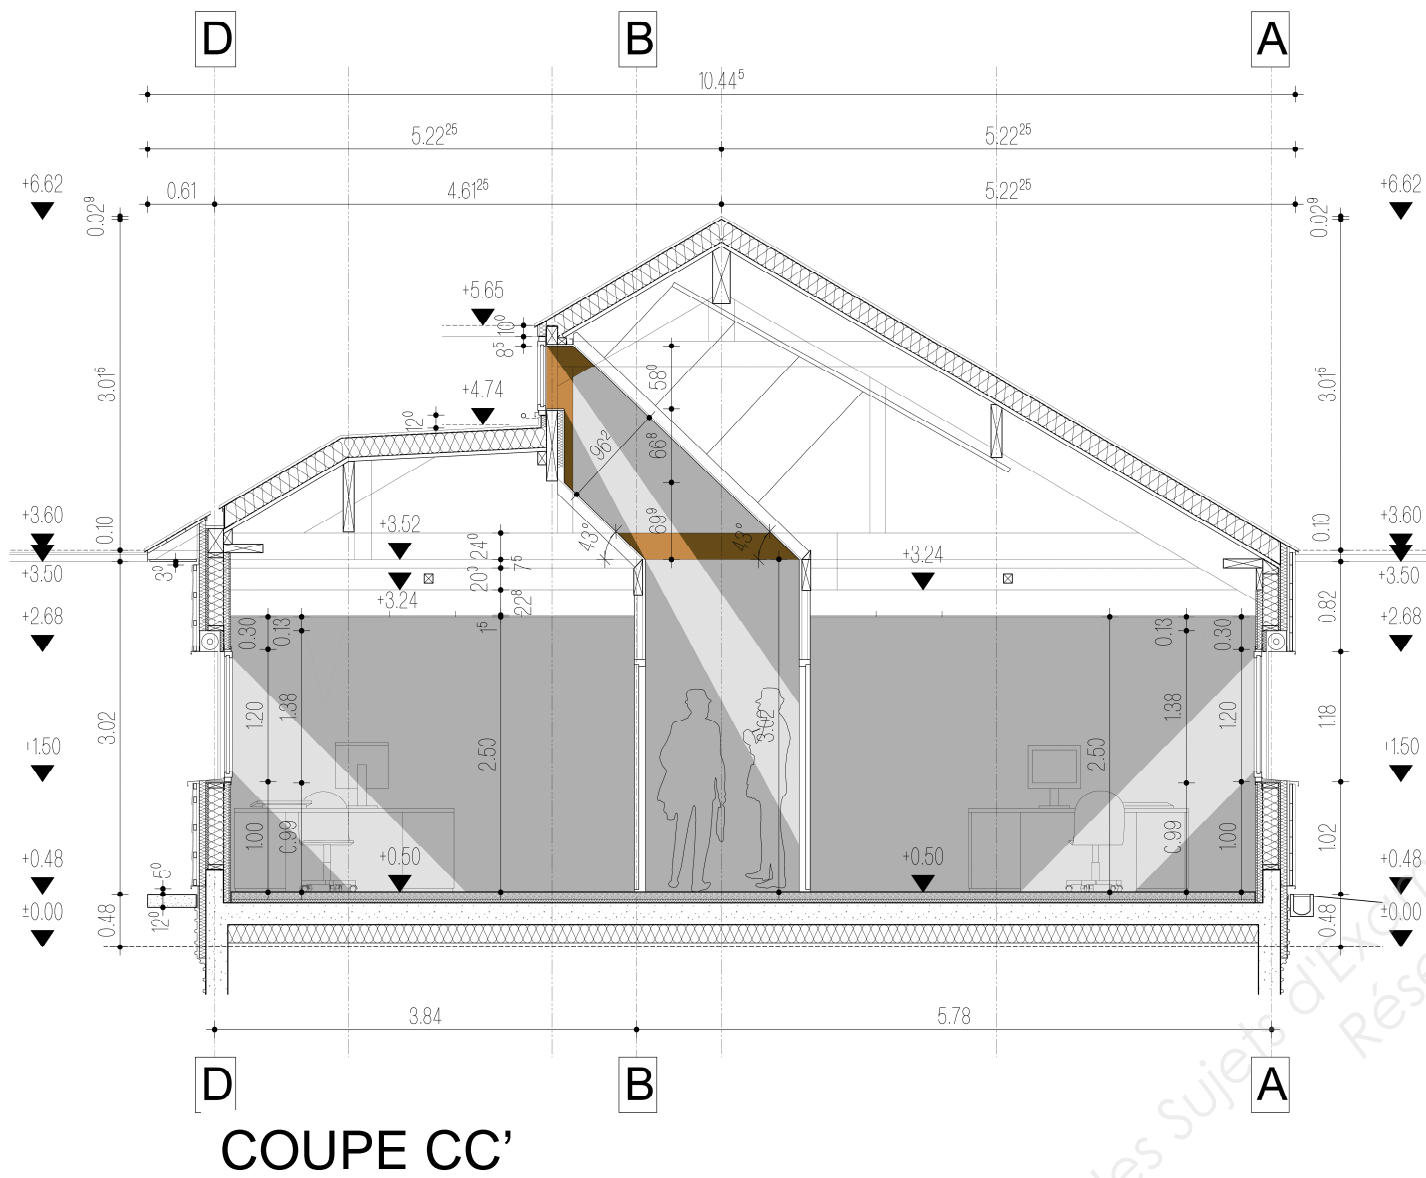 D B A
10.44⁵
5.22²⁵ 5.22²⁵
0.61 4.61²⁵ 5.22²⁵
+6.62 +6.62
0.02⁹ 0.02⁹
+5.65
10⁰
8⁵
58⁰
3.01⁵ 3.01⁵
+4.74
12⁰
96² 66⁸
+3.60 +3.60
0.10 0.10
+3.52
43° 69⁹ 43°
24⁰
7⁵
+3.24
3⁰
20³
+3.50 +3.50
+3.24
22⁸
1⁵
+2.68 +2.68
0.30 0.13 0.13 0.30
0.82
1.20 1.38 1.38 1.20
3.02 3.02 1.18
2.50 2.50
1.50 1.50
1.00 0.99 0.99 1.00
1.02
+0.48 +0.50 +0.50 +0.48
5⁰
12⁰
±0.00 ±0.00
0.48 0.48
3.84 5.78
D B A
COUPE CC'
des Sujets d'Exam
Rése